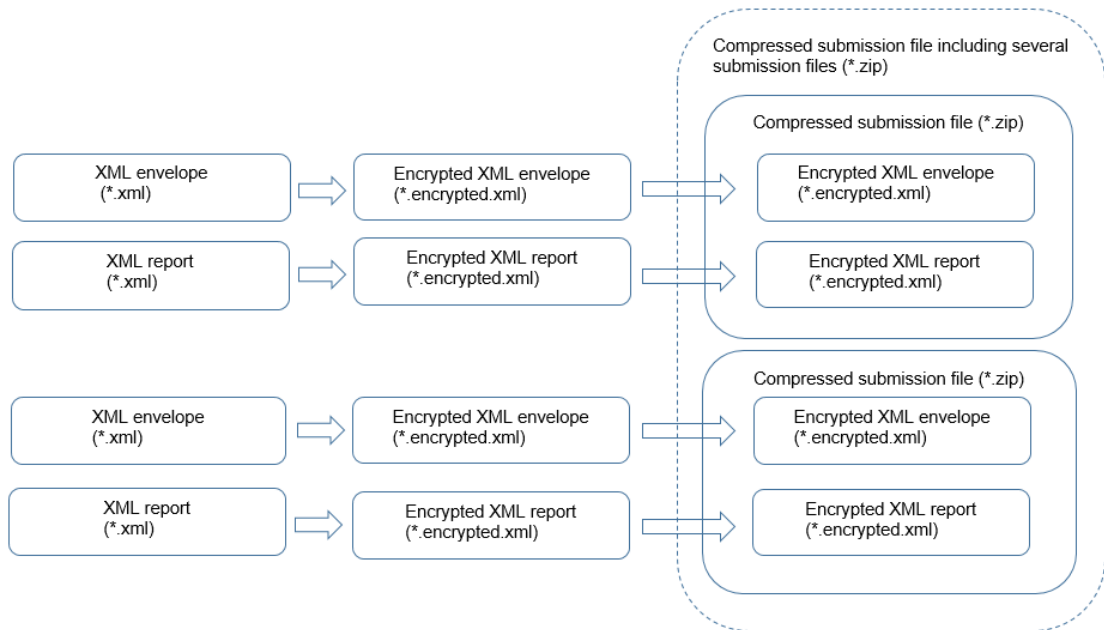 Compressed submission file including several
submission files (*.zip)
Compressed submission file (*.zip)
XML envelope
(*.xml)
Encrypted XML envelope
(*.encrypted.xml)
Encrypted XML envelope
(*.encrypted.xml)
XML report
(*.xml)
Encrypted XML report
(*.encrypted.xml)
Encrypted XML report
(*.encrypted.xml)
Compressed submission file (*.zip)
XML envelope
(*.xml)
Encrypted XML envelope
(*.encrypted.xml)
Encrypted XML envelope
(*.encrypted.xml)
XML report
(*.xml)
Encrypted XML report
(*.encrypted.xml)
Encrypted XML report
(*.encrypted.xml)